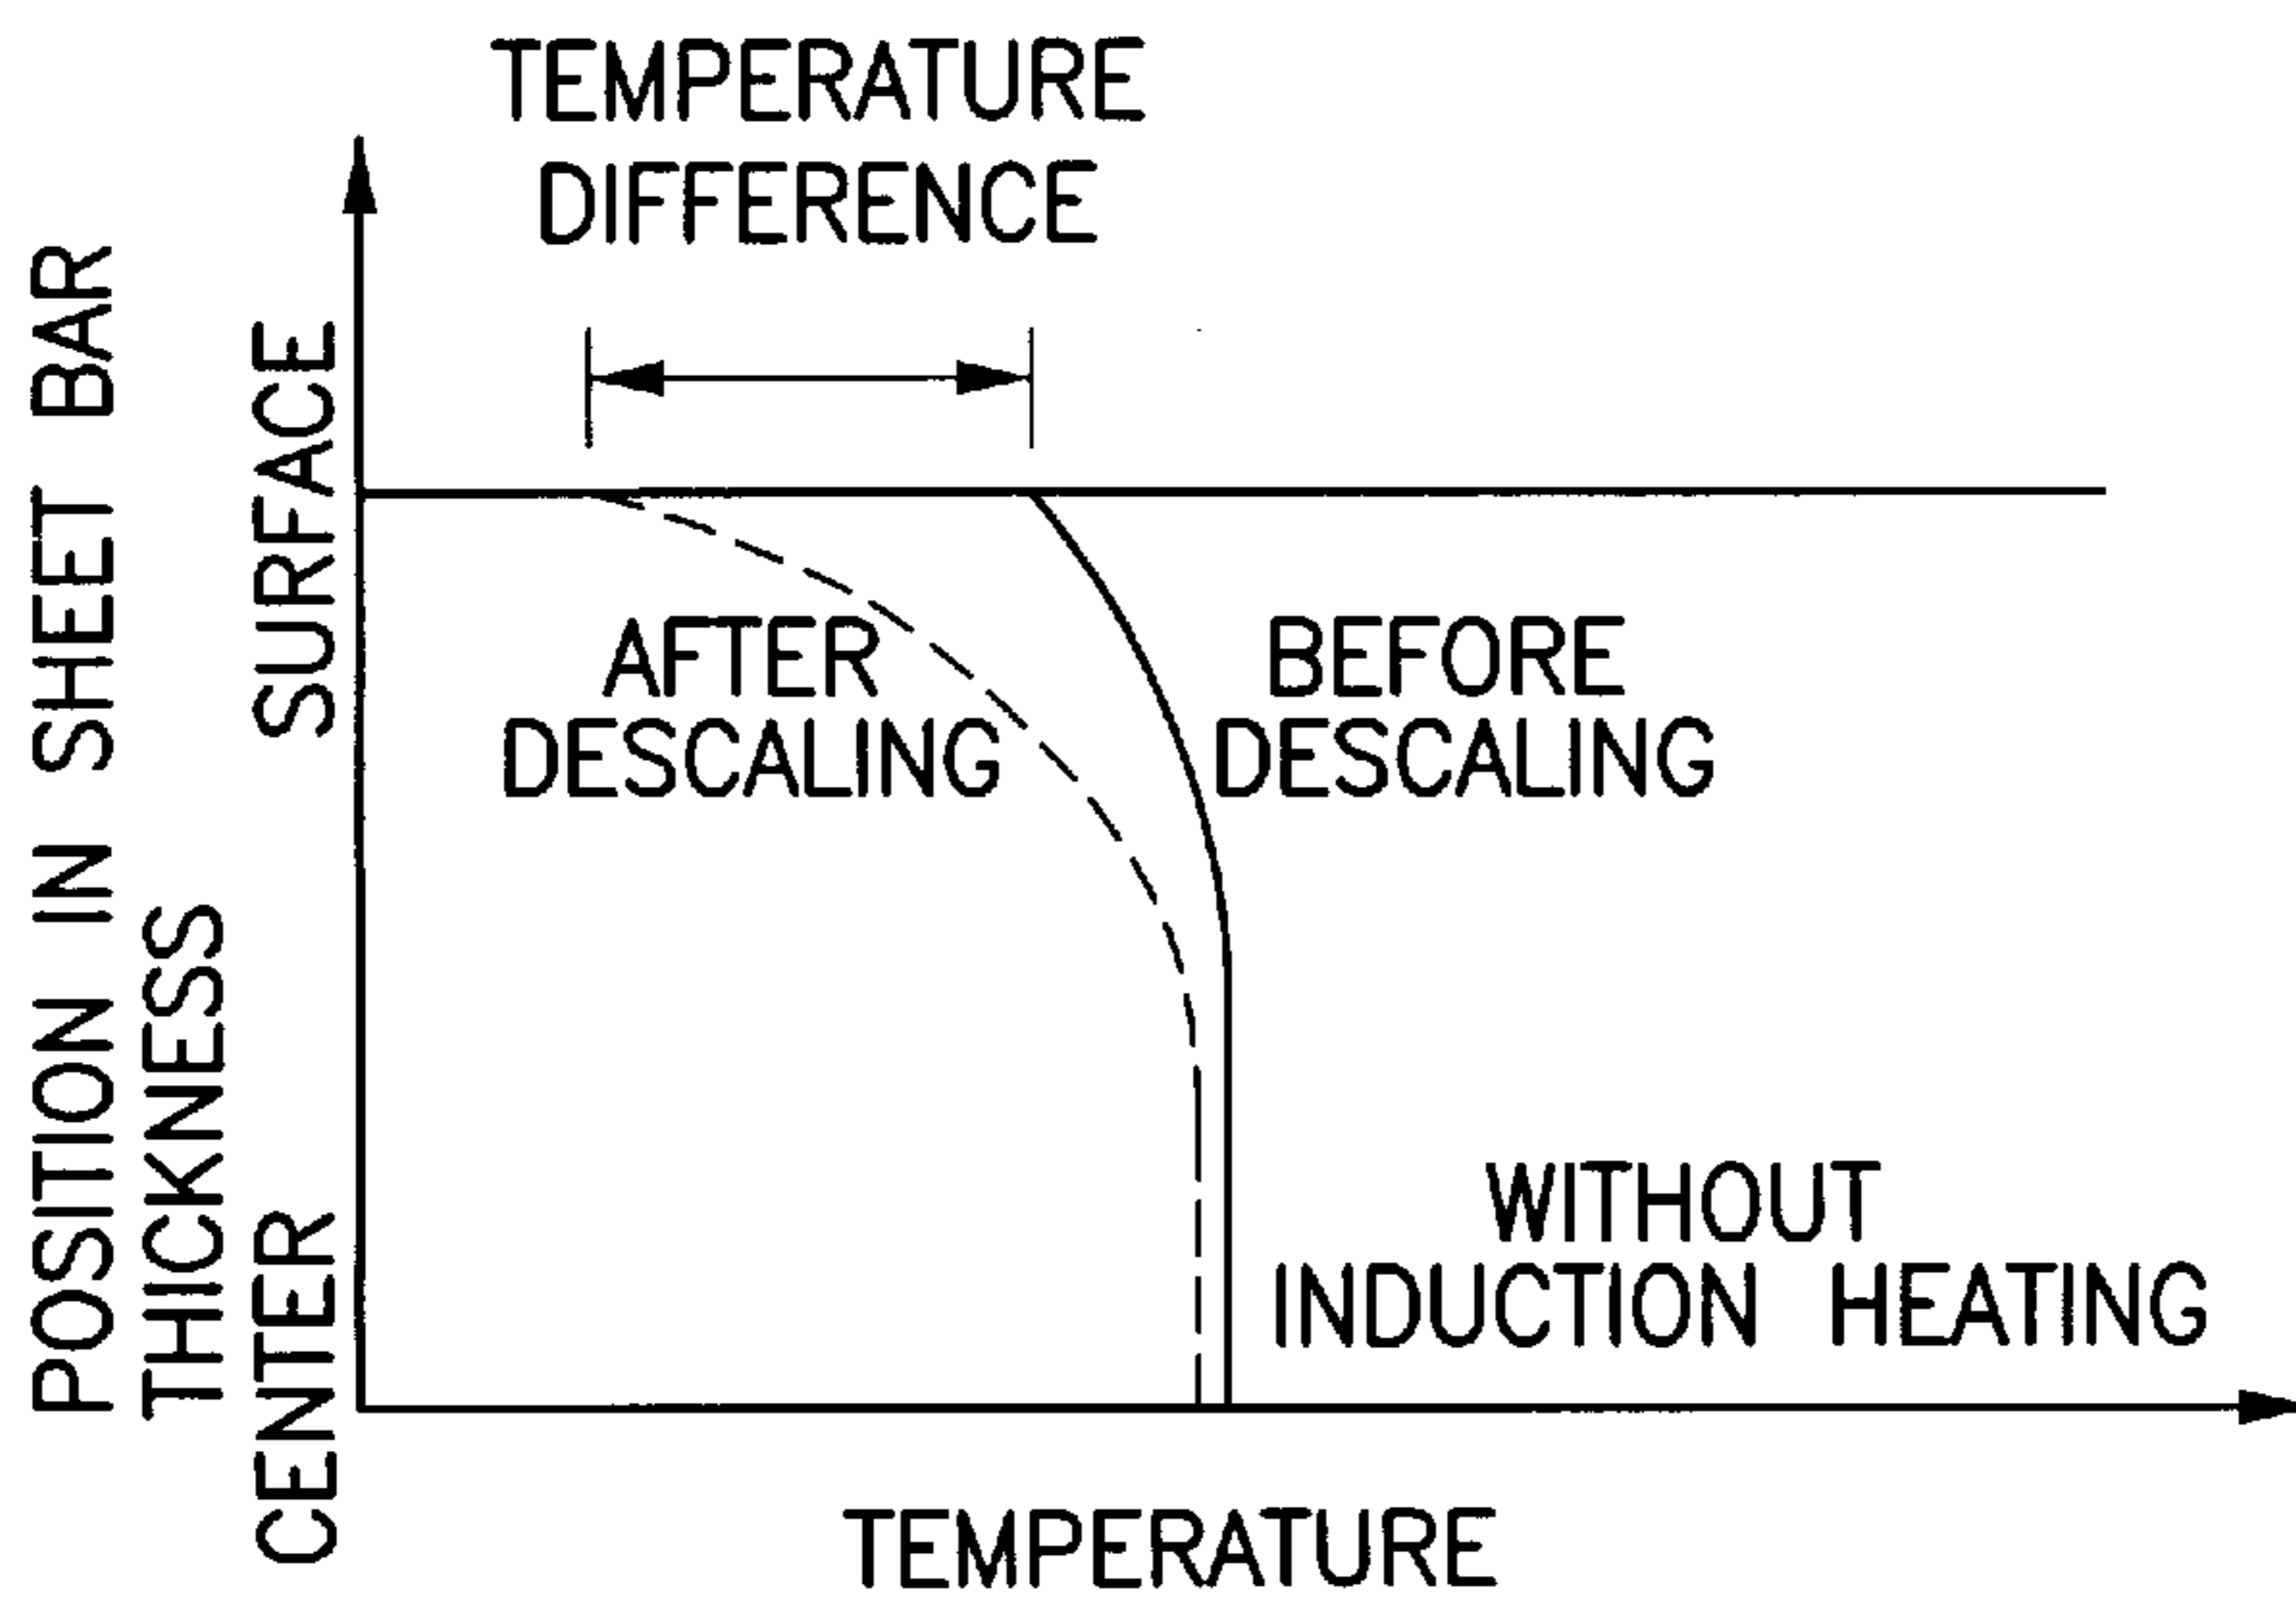 TEMPERATURE
DIFFERENCE
POSITION IN SHEET BAR
THICKNESS
SURFACE
CENTER
AFTER
DESCALING
BEFORE
DESCALING
WITHOUT
INDUCTION HEATING
TEMPERATURE